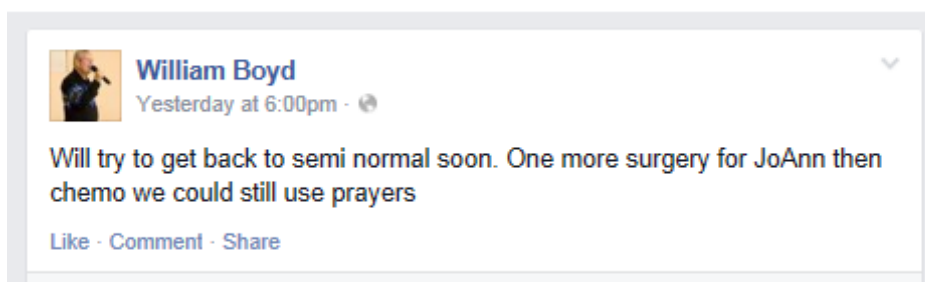 William Boyd
Yesterday at 6:00pm ·
Will try to get back to semi normal soon. One more surgery for JoAnn then
chemo we could still use prayers
Like · Comment · Share